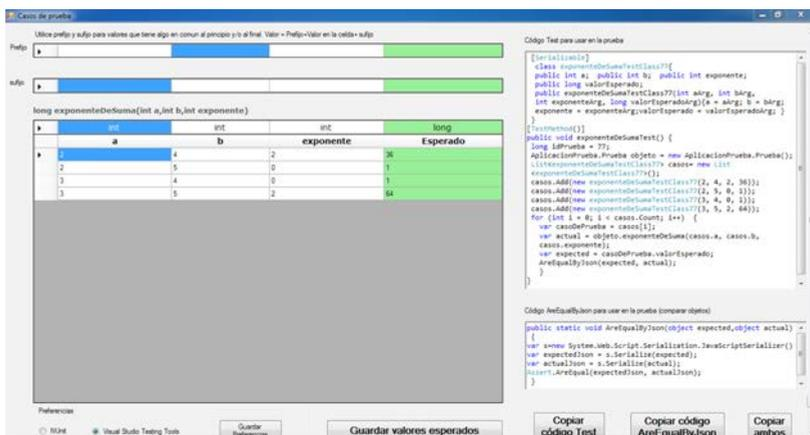 Casos de prueba
Utilice prefijo y sufijo para valores que tiene algo en comun al principio y/o al final. Valor = Prefijo+Valor en la celda+ sufijo
Prefijo
sufijo
long exponenteDeSuma(int a,int b,int exponente)
int int int long
a b exponente Esperado
2 4 2 36
2 5 0 1
3 4 0 1
3 5 2 64
Preferencias
NUnit Visual Studio Testing Tools
Guardar
Preferencias
Guardar valores esperados
Código Test para usar en la prueba
[Serializable]
class exponenteDeSumaTestClass77{
public int a; public int b; public int exponente;
public long valorEsperado;
public exponenteDeSumaTestClass77(int aArg, int bArg,
int exponenteArg, long valorEsperadoArg){a = aArg; b = bArg;
exponente = exponenteArg;valorEsperado = valorEsperadoArg; }
}
[TestMethod()]
public void exponenteDeSumaTest() {
long idPrueba = 77;
AplicacionPrueba.Prueba objeto = new AplicacionPrueba.Prueba();
List<exponenteDeSumaTestClass77> casos= new List
<exponenteDeSumaTestClass77>();
casos.Add(new exponenteDeSumaTestClass77(2, 4, 2, 36));
casos.Add(new exponenteDeSumaTestClass77(2, 5, 0, 1));
casos.Add(new exponenteDeSumaTestClass77(3, 4, 0, 1));
casos.Add(new exponenteDeSumaTestClass77(3, 5, 2, 64));
for (int i = 0; i < casos.Count; i++) {
var casoDePrueba = casos[i];
var actual = objeto.exponenteDeSuma(casos.a, casos.b,
casos.exponente);
var expected = casoDePrueba.valorEsperado;
AreEqualByJson(expected, actual);
}
}
Código AreEqualByJson para usar en la prueba (comparar objetos)
public static void AreEqualByJson(object expected,object actual)
{
var s=new System.Web.Script.Serialization.JavaScriptSerializer()
var expectedJson = s.Serialize(expected);
var actualJson = s.Serialize(actual);
Assert.AreEqual(expectedJson, actualJson);
}
Copiar
código Test
Copiar código
AreEqualByJson
Copiar
ambos